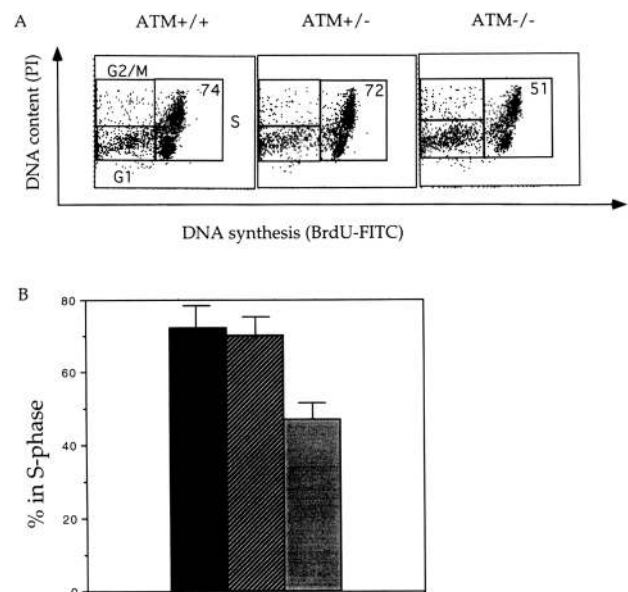 A
ATM+/+ ATM+/- ATM-/-
DNA content (PI)
G2/M
74
S
G1
72
51
DNA synthesis (BrdU-FITC)
B
% in S-phase
80
60
40
20
0